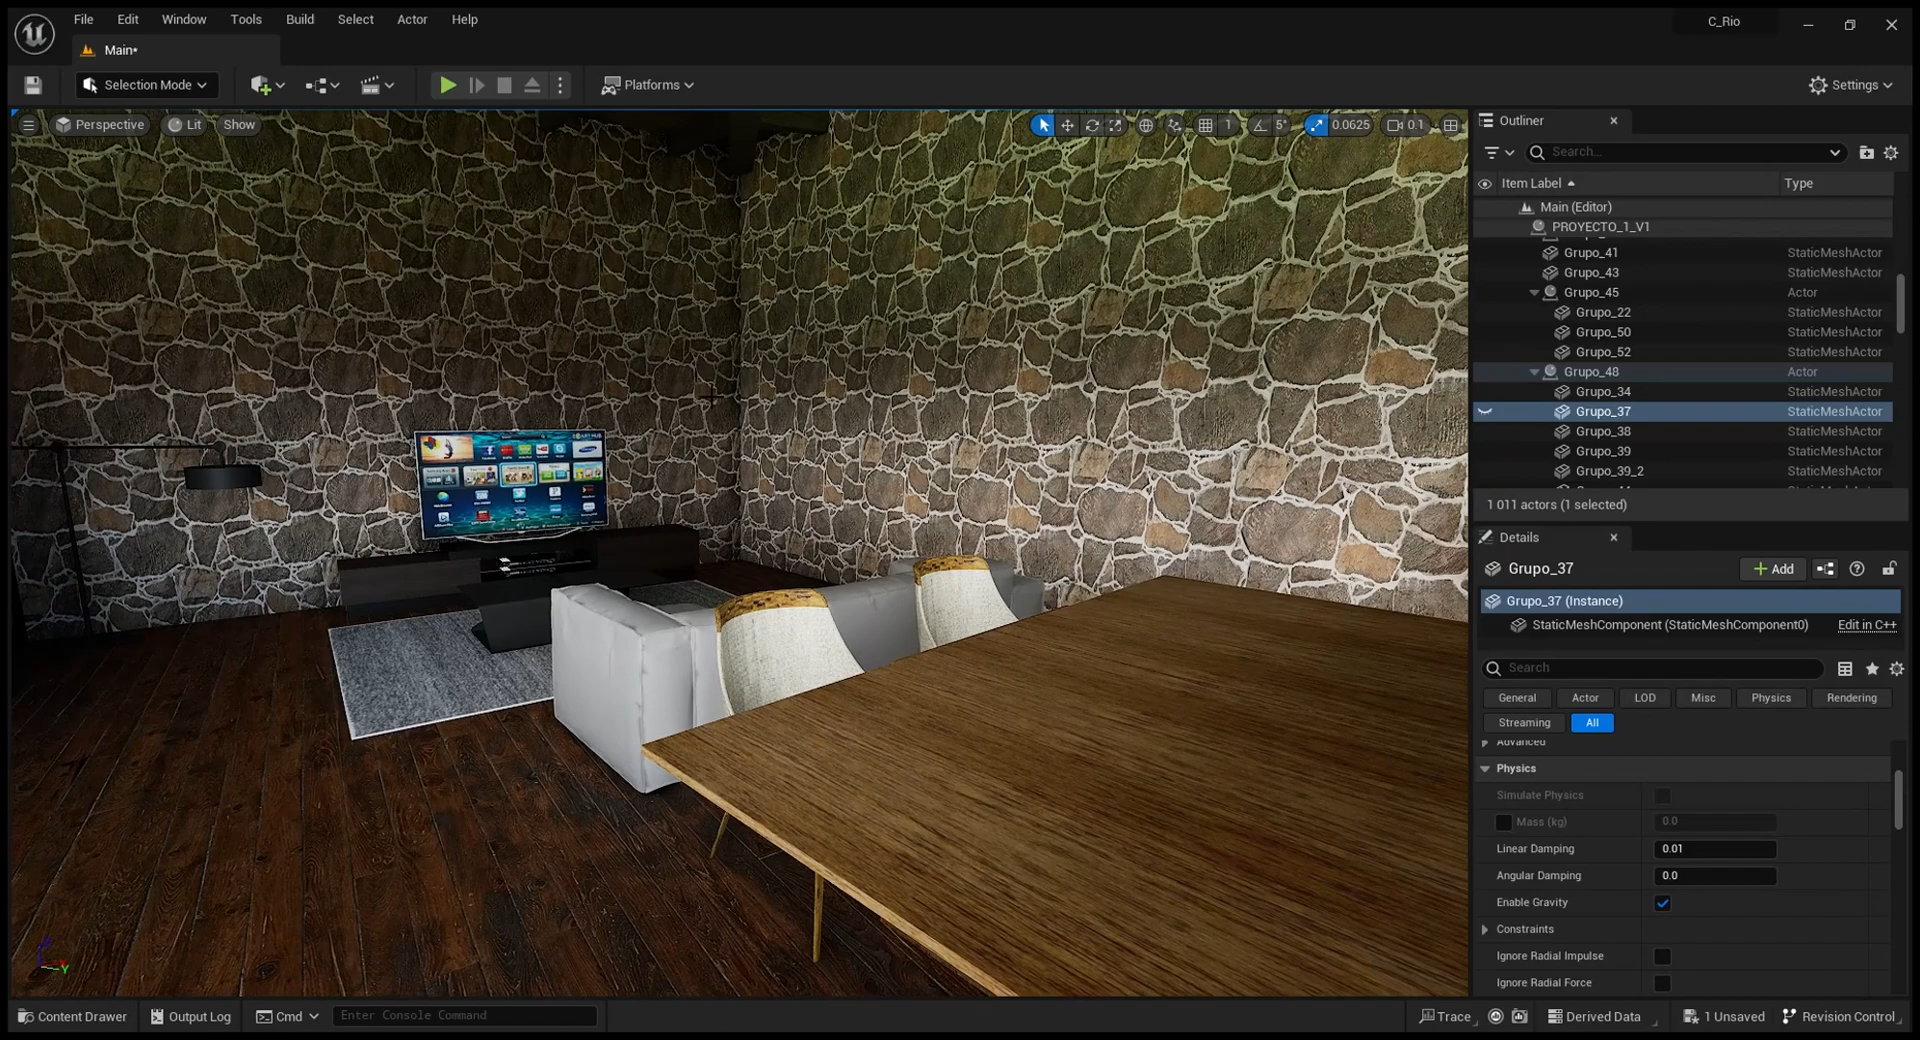 File Edit Window Tools Build Select Actor Help
C_Rio
Main•
Selection Mode
Platforms
Settings
Perspective Lit Show
1 5° 0.0625 0.1
Outliner
Search...
Item Label Type
Main (Editor)
PROYECTO_1_V1
Grupo_41 StaticMeshActor
Grupo_43 StaticMeshActor
Grupo_45 Actor
Grupo_22 StaticMeshActor
Grupo_50 StaticMeshActor
Grupo_52 StaticMeshActor
Grupo_48 Actor
Grupo_34 StaticMeshActor
Grupo_37 StaticMeshActor
Grupo_38 StaticMeshActor
Grupo_39 StaticMeshActor
Grupo_39_2 StaticMeshActor
1 011 actors (1 selected)
Details
Grupo_37
Add
Grupo_37 (Instance)
StaticMeshComponent (StaticMeshComponent0) Edit in C++
Search
General Actor LOD Misc Physics Rendering
Streaming All
Advanced
Physics
Simulate Physics
Mass (kg) 0.0
Linear Damping 0.01
Angular Damping 0.0
Enable Gravity
Constraints
Ignore Radial Impulse
Ignore Radial Force
Content Drawer Output Log Cmd Enter Console Command
Trace Derived Data 1 Unsaved Revision Control